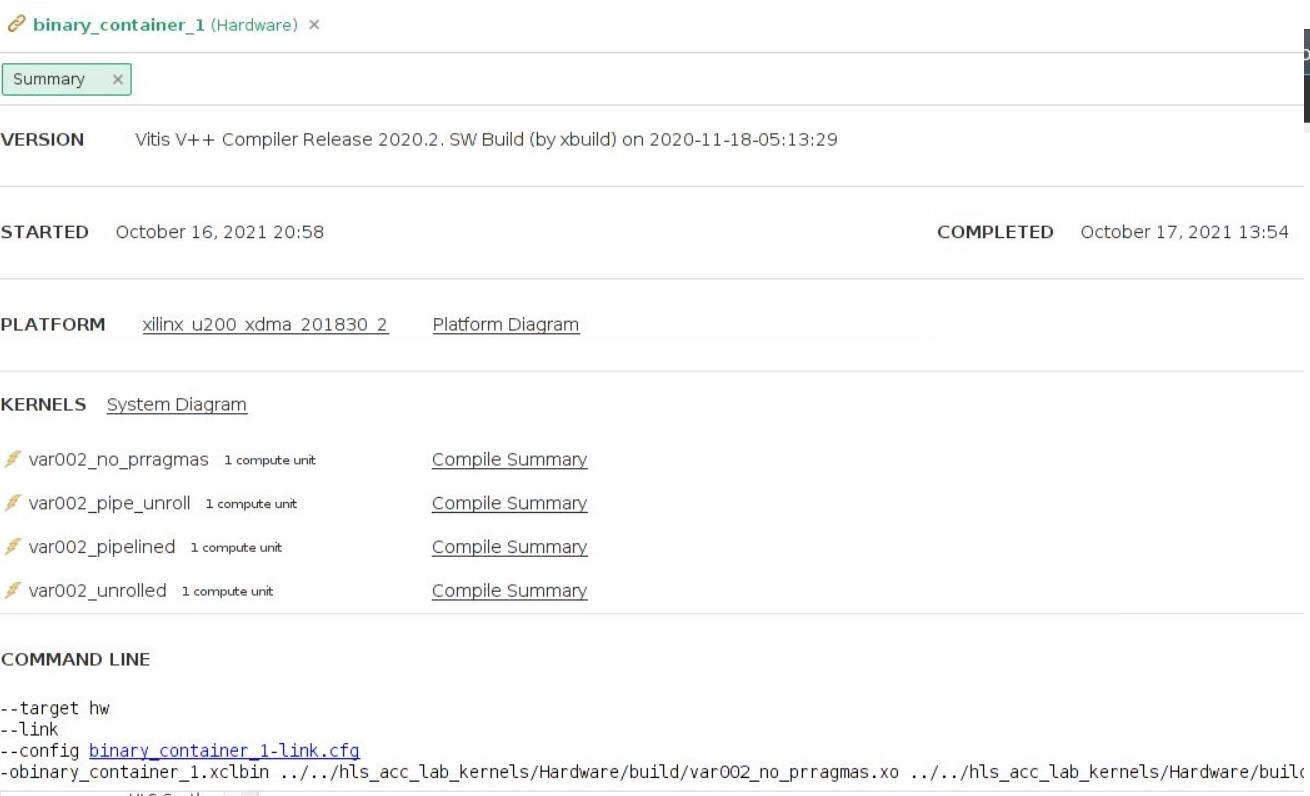 binary_container_1 (Hardware) ×
Summary ×
VERSION Vitis V++ Compiler Release 2020.2. SW Build (by xbuild) on 2020-11-18-05:13:29
STARTED October 16, 2021 20:58 COMPLETED October 17, 2021 13:54
PLATFORM xilinx_u200_xdma_201830_2 Platform Diagram
KERNELS System Diagram
var002_no_prragmas 1 compute unit Compile Summary
var002_pipe_unroll 1 compute unit Compile Summary
var002_pipelined 1 compute unit Compile Summary
var002_unrolled 1 compute unit Compile Summary
COMMAND LINE
--target hw
--link
--config binary_container_1-link.cfg
-obinary_container_1.xclbin ../../hls_acc_lab_kernels/Hardware/build/var002_no_prragmas.xo ../../hls_acc_lab_kernels/Hardware/build